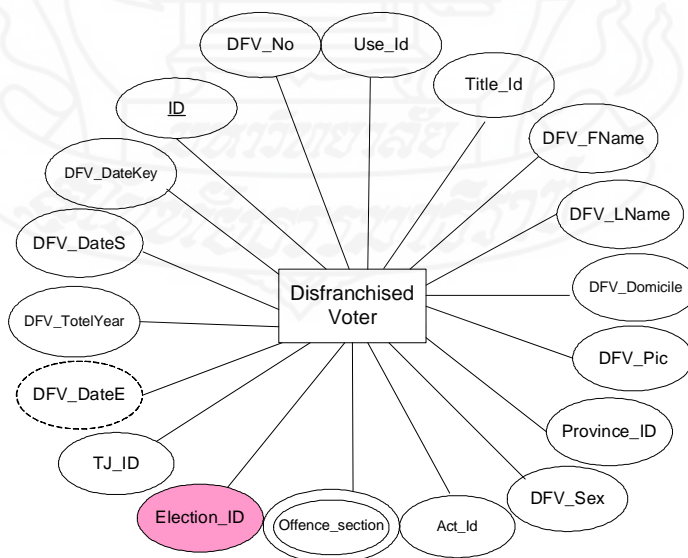 DFV_No
Use_Id
Title_Id
ID
DFV_FName
DFV_DateKey
DFV_LName
DFV_DateS
DFV_Domicile
Disfranchised
Voter
DFV_TotelYear
DFV_Pic
DFV_DateE
Province_ID
TJ_ID
DFV_Sex
Election_ID
Offence_section
Act_Id